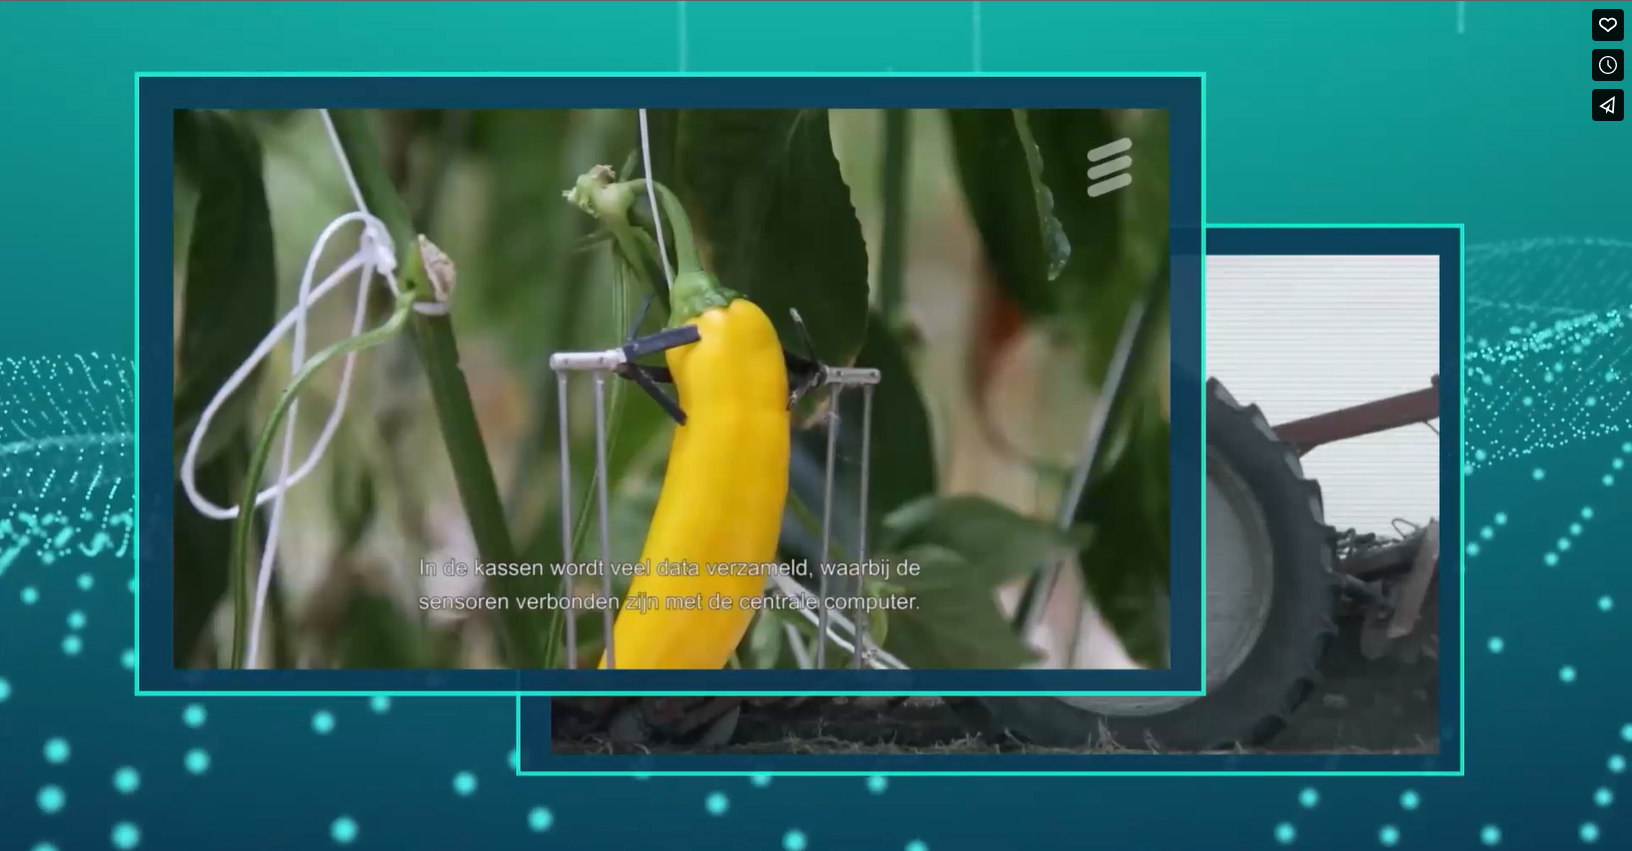 In de kassen wordt veel data verzameld, waarbij de
sensoren verbonden zijn met de centrale computer.